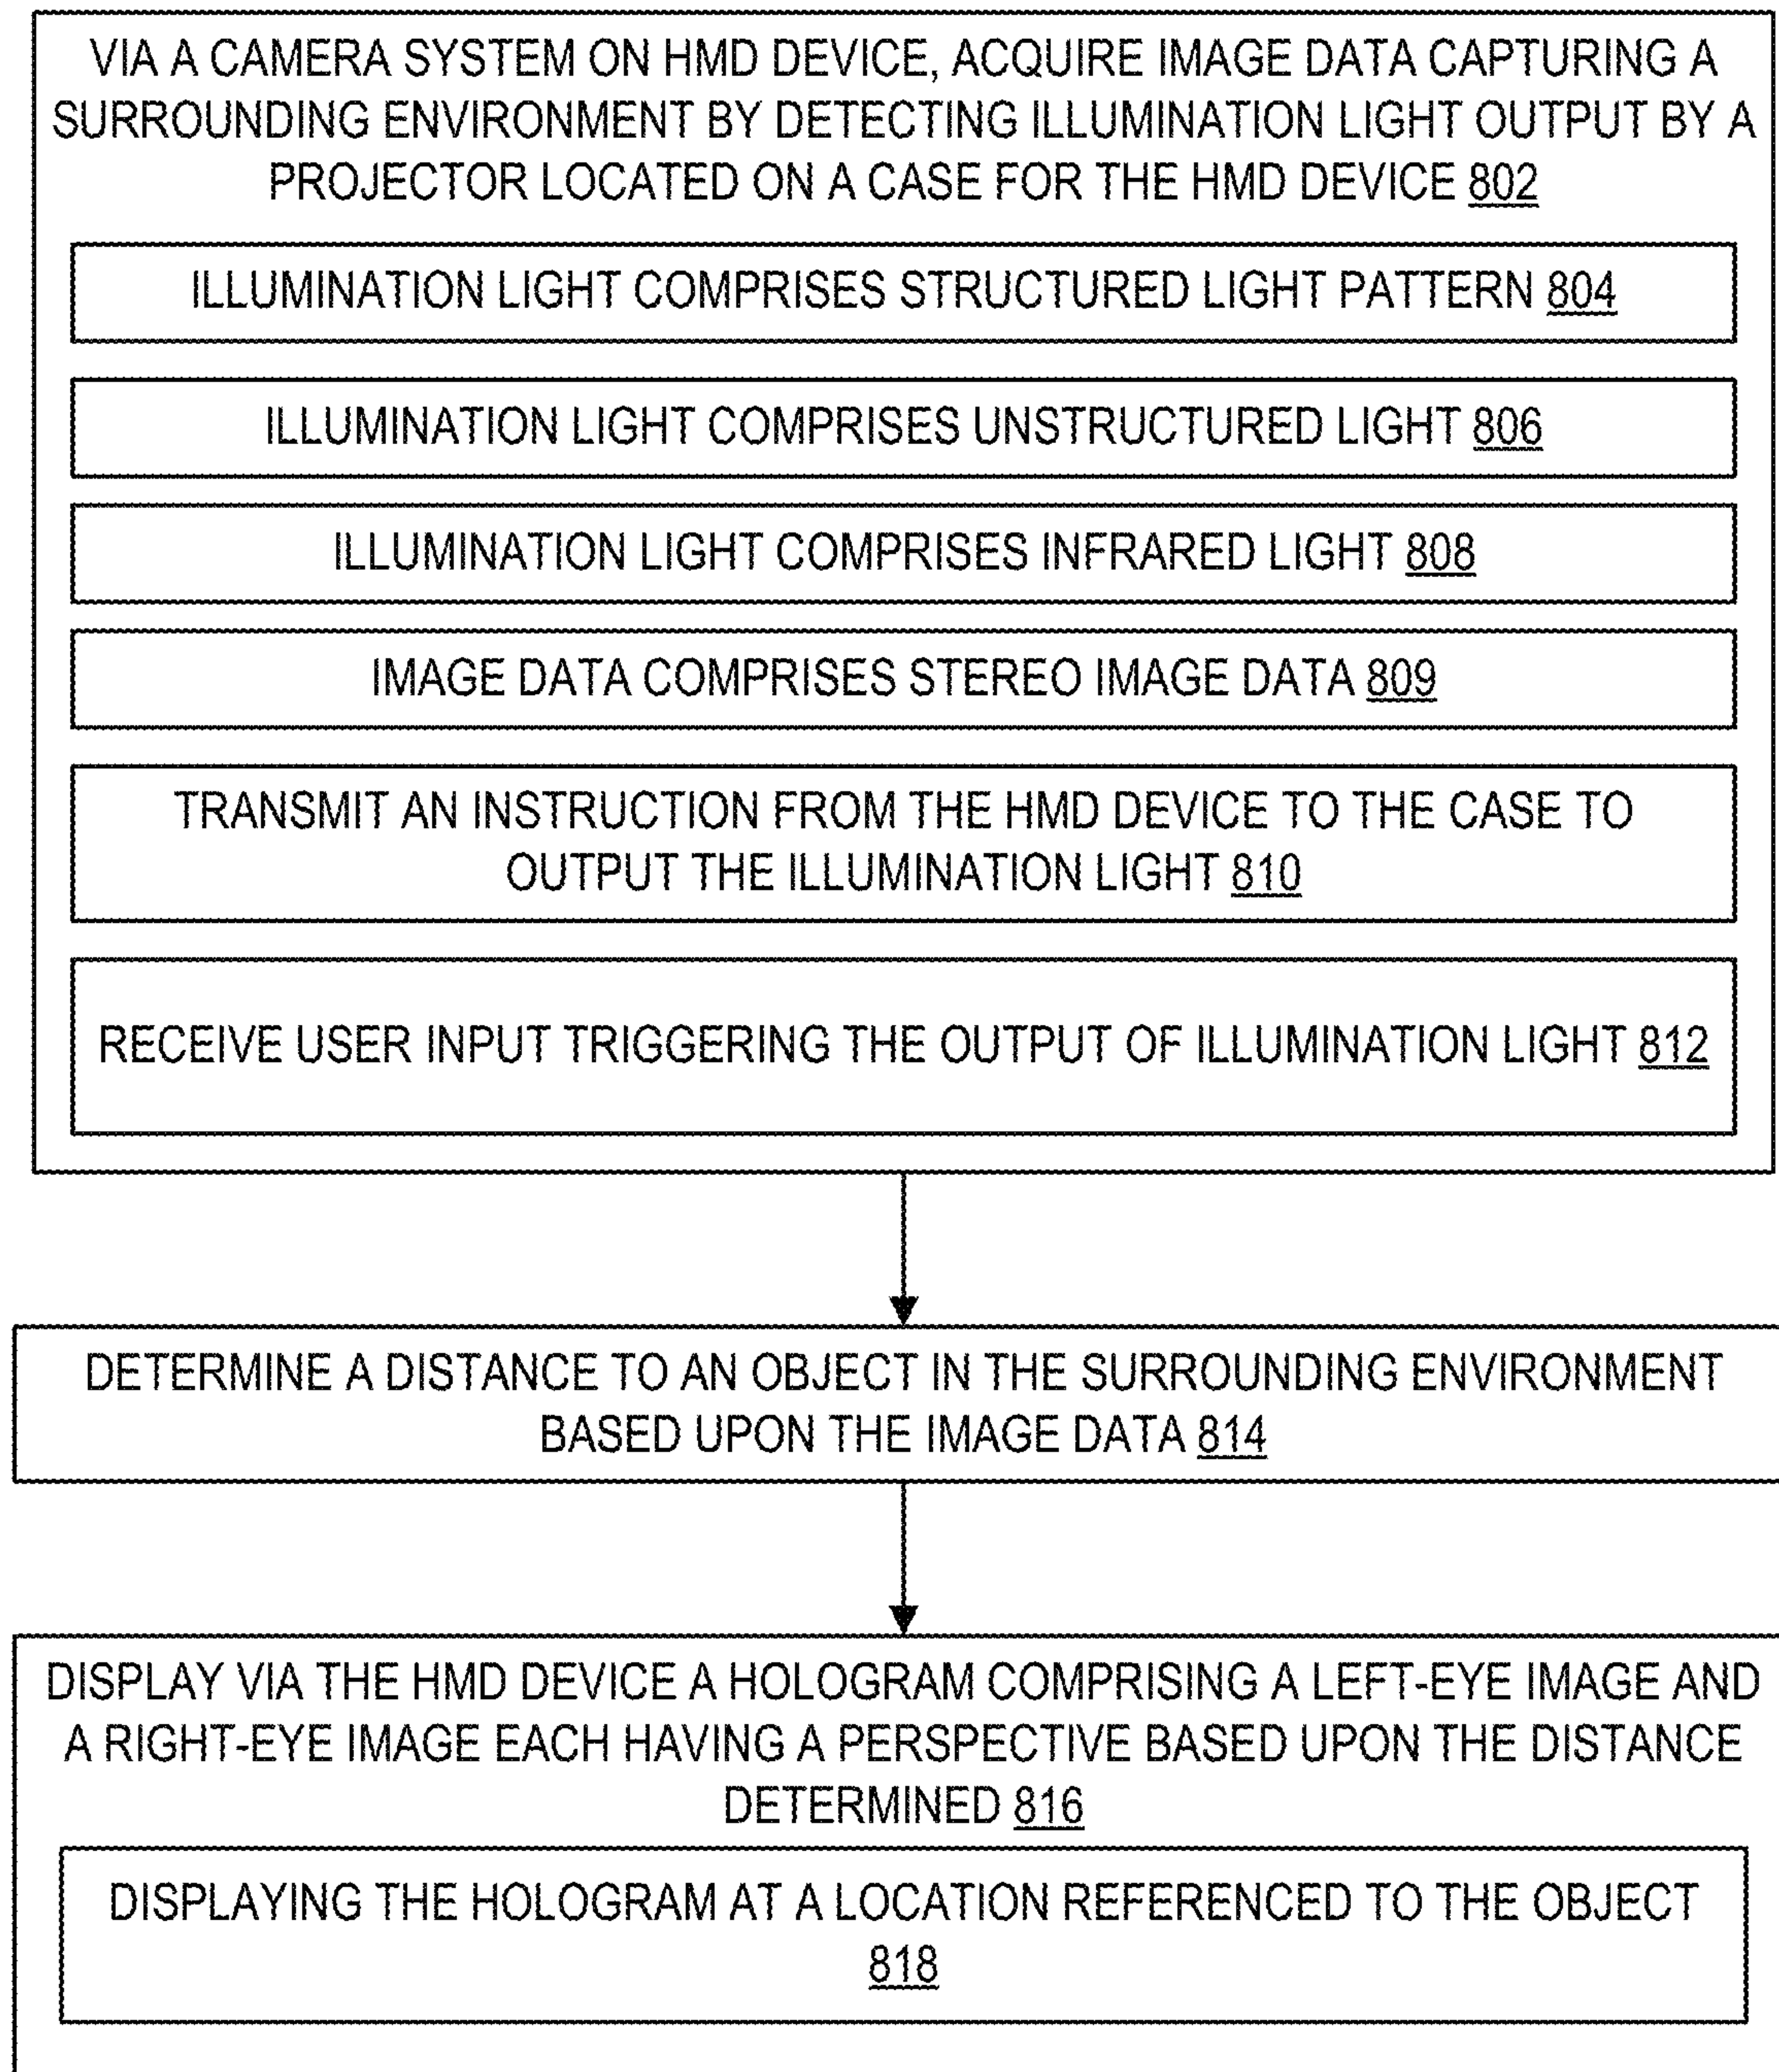 VIA A CAMERA SYSTEM ON HMD DEVICE, ACQUIRE IMAGE DATA CAPTURING A
SURROUNDING ENVIRONMENT BY DETECTING ILLUMINATION LIGHT OUTPUT BY A
PROJECTOR LOCATED ON A CASE FOR THE HMD DEVICE 802
ILLUMINATION LIGHT COMPRISES STRUCTURED LIGHT PATTERN 804
ILLUMINATION LIGHT COMPRISES UNSTRUCTURED LIGHT 806
ILLUMINATION LIGHT COMPRISES INFRARED LIGHT 808
IMAGE DATA COMPRISES STEREO IMAGE DATA 809
TRANSMIT AN INSTRUCTION FROM THE HMD DEVICE TO THE CASE TO
OUTPUT THE ILLUMINATION LIGHT 810
RECEIVE USER INPUT TRIGGERING THE OUTPUT OF ILLUMINATION LIGHT 812
DETERMINE A DISTANCE TO AN OBJECT IN THE SURROUNDING ENVIRONMENT
BASED UPON THE IMAGE DATA 814
DISPLAY VIA THE HMD DEVICE A HOLOGRAM COMPRISING A LEFT-EYE IMAGE AND
A RIGHT-EYE IMAGE EACH HAVING A PERSPECTIVE BASED UPON THE DISTANCE
DETERMINED 816
DISPLAYING THE HOLOGRAM AT A LOCATION REFERENCED TO THE OBJECT
818